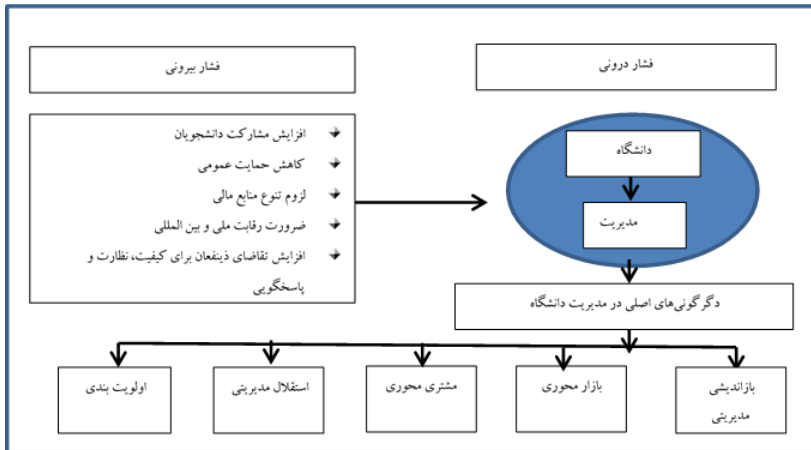 فشار درونی
فشار بیرونی
افزایش مشارکت دانشجویان
کاهش حمایت عمومی
لزوم تنوع منابع مالی
ضرورت رقابت ملی و بین المللی
افزایش تقاضای ذینفعان برای کیفیت، نظارت و
پاسخگویی
دانشگاه
مدیریت
دگرگونی‌های اصلی در مدیریت دانشگاه
بازاندیشی
مدیریتی
بازار محوری
مشتری محوری
استقلال مدیریتی
اولویت بندی